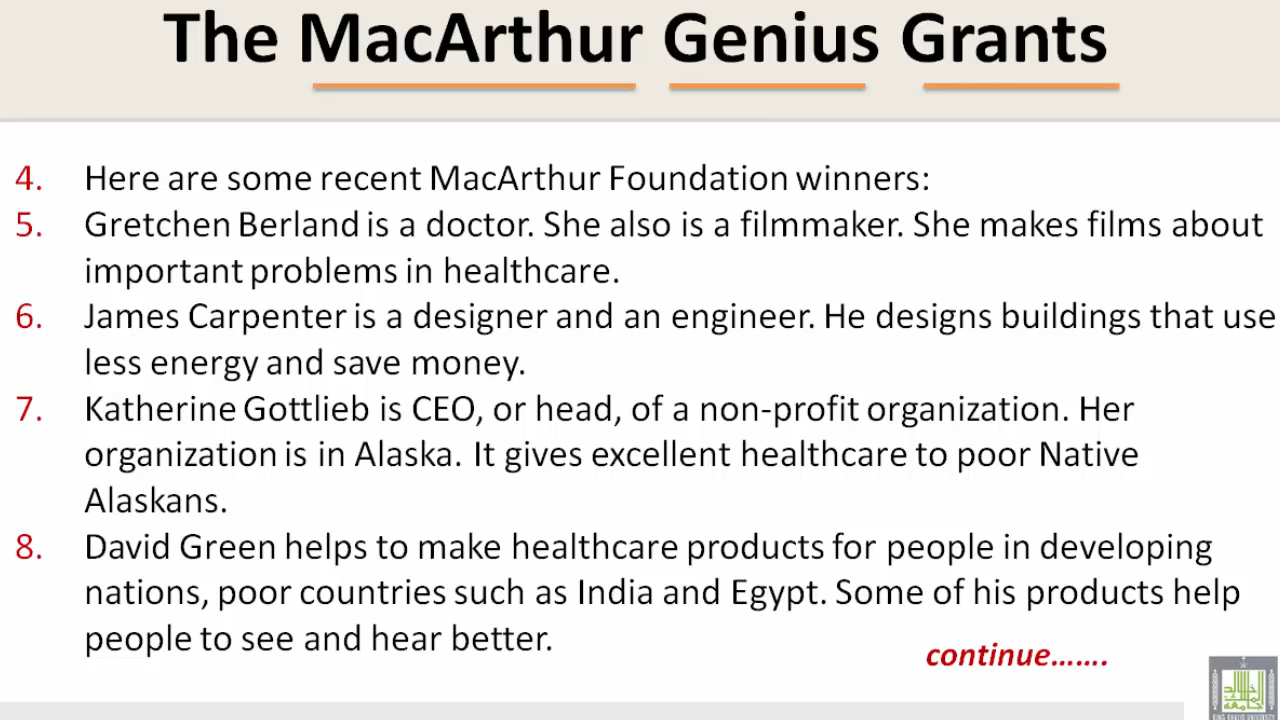 The MacArthur Genius Grants
4. Here are some recent MacArthur Foundation winners:
5. Gretchen Berland is a doctor. She also is a filmmaker. She makes films about
important problems in healthcare.
6. James Carpenter is a designer and an engineer. He designs buildings that use
less energy and save money.
7. Katherine Gottlieb is CEO, or head, of a non-profit organization. Her
organization is in Alaska. It gives excellent healthcare to poor Native
Alaskans.
8. David Green helps to make healthcare products for people in developing
nations, poor countries such as India and Egypt. Some of his products help
people to see and hear better.
continue.......